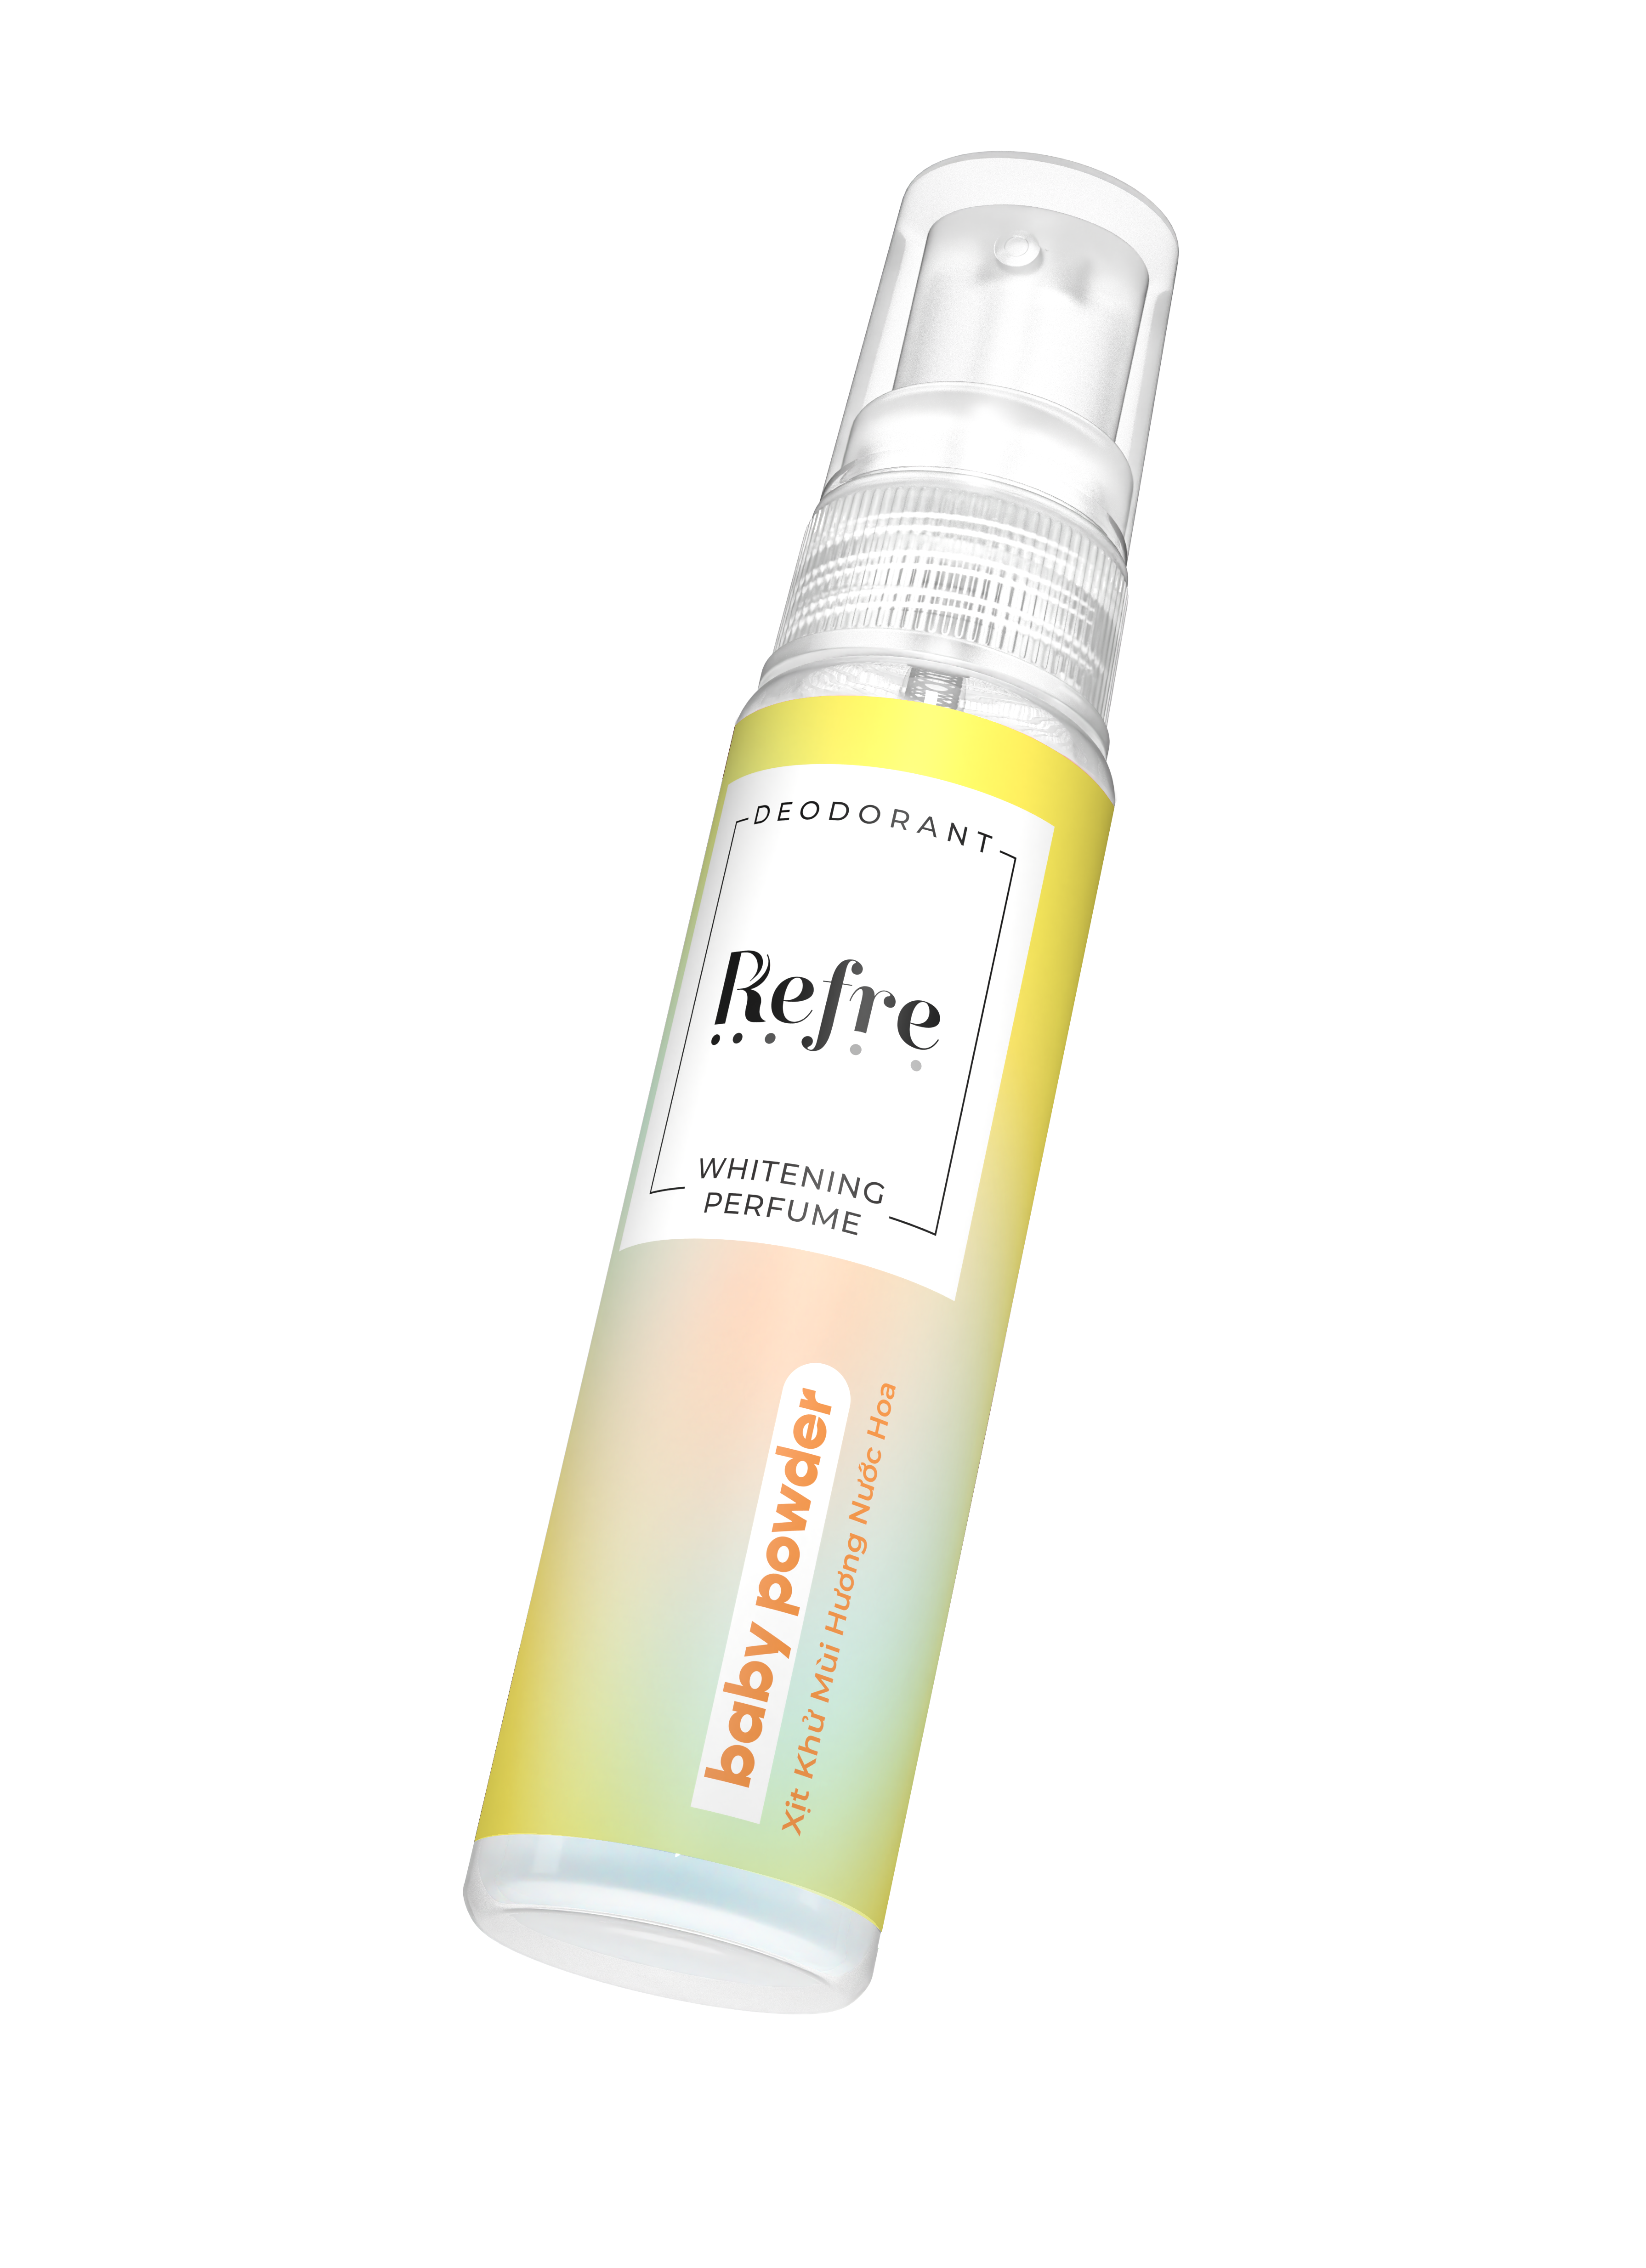 DEODORANT
Refre
WHITENING
PERFUME
baby powder
Xịt Khử Mùi Hương Nước Hoa